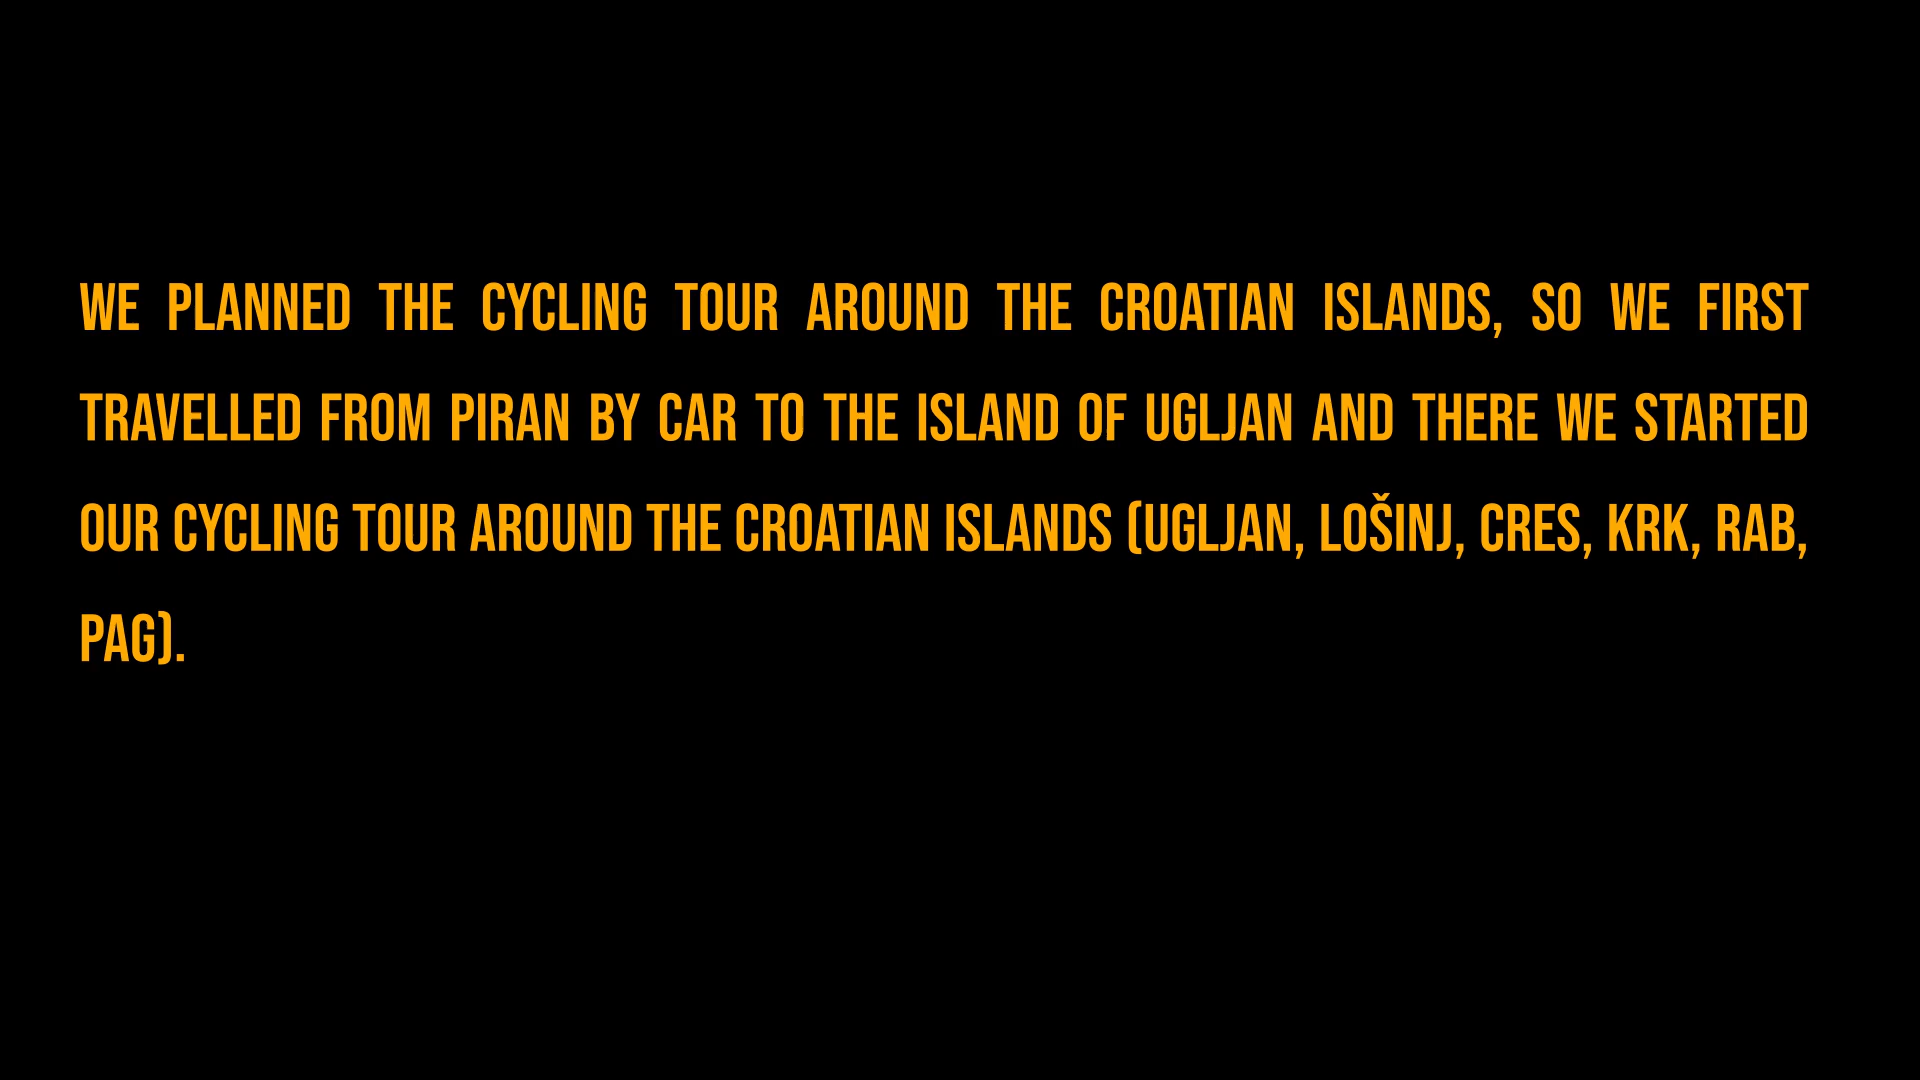 WE PLANNED THE CYCLING TOUR AROUND THE CROATIAN ISLANDS, SO WE FIRST
TRAVELLED FROM PIRAN BY CAR TO THE ISLAND OF UGLJAN AND THERE WE STARTED
OUR CYCLING TOUR AROUND THE CROATIAN ISLANDS (UGLJAN, LOŠINJ, CRES, KRK, RAB,
PAG).